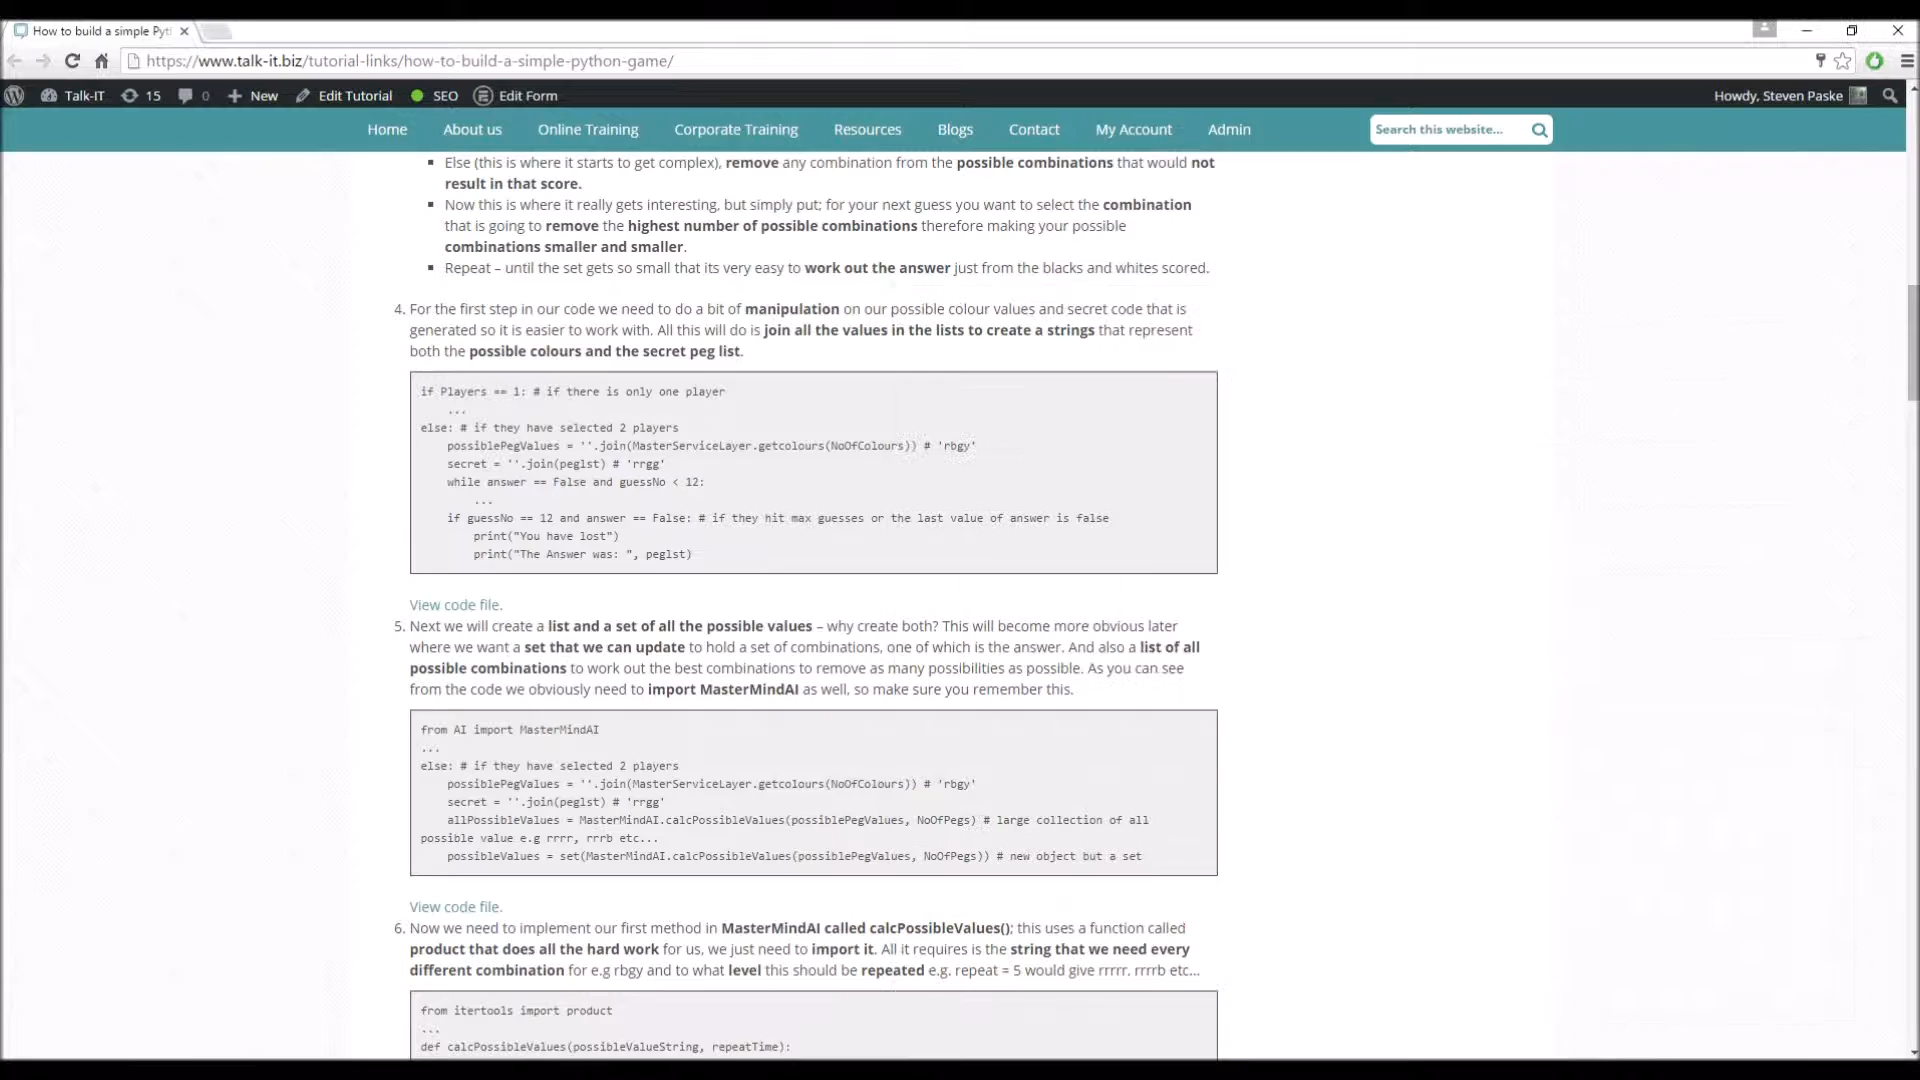 How to build a simple Pyt
https://www.talk-it.biz/tutorial-links/how-to-build-a-simple-python-game/
Talk-IT 15 0 New Edit Tutorial SEO Edit Form Howdy, Steven Paske
Home About us Online Training Corporate Training Resources Blogs Contact My Account Admin Search this website...
▪ Else (this is where it starts to get complex), remove any combination from the possible combinations that would not
result in that score.
▪ Now this is where it really gets interesting, but simply put; for your next guess you want to select the combination
that is going to remove the highest number of possible combinations therefore making your possible
combinations smaller and smaller.
▪ Repeat – until the set gets so small that its very easy to work out the answer just from the blacks and whites scored.
4. For the first step in our code we need to do a bit of manipulation on our possible colour values and secret code that is
generated so it is easier to work with. All this will do is join all the values in the lists to create a strings that represent
both the possible colours and the secret peg list.
if Players == 1: # if there is only one player
...
else: # if they have selected 2 players
possiblePegValues = ''.join(MasterServiceLayer.getcolours(NoOfColours)) # 'rbgy'
secret = ''.join(peglst) # 'rrgg'
while answer == False and guessNo < 12:
...
if guessNo == 12 and answer == False: # if they hit max guesses or the last value of answer is false
print("You have lost")
print("The Answer was: ", peglst)
View code file.
5. Next we will create a list and a set of all the possible values – why create both? This will become more obvious later
where we want a set that we can update to hold a set of combinations, one of which is the answer. And also a list of all
possible combinations to work out the best combinations to remove as many possibilities as possible. As you can see
from the code we obviously need to import MasterMindAI as well, so make sure you remember this.
from AI import MasterMindAI
...
else: # if they have selected 2 players
possiblePegValues = ''.join(MasterServiceLayer.getcolours(NoOfColours)) # 'rbgy'
secret = ''.join(peglst) # 'rrgg'
allPossibleValues = MasterMindAI.calcPossibleValues(possiblePegValues, NoOfPegs) # large collection of all
possible value e.g rrrr, rrrb etc...
possibleValues = set(MasterMindAI.calcPossibleValues(possiblePegValues, NoOfPegs)) # new object but a set
View code file.
6. Now we need to implement our first method in MasterMindAI called calcPossibleValues(); this uses a function called
product that does all the hard work for us, we just need to import it. All it requires is the string that we need every
different combination for e.g rbgy and to what level this should be repeated e.g. repeat = 5 would give rrrrr. rrrrb etc...
from itertools import product
...
def calcPossibleValues(possibleValueString, repeatTime):